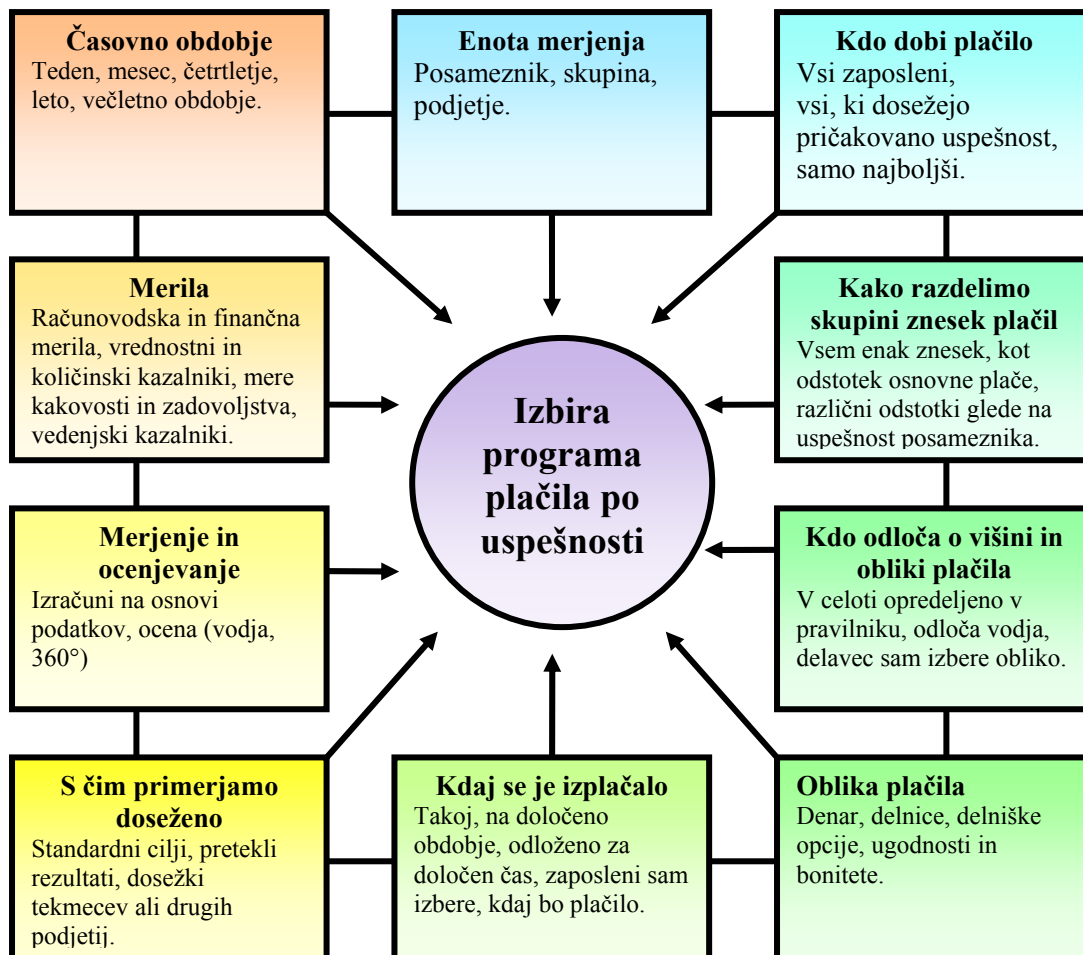 Časovno obdobje
Teden, mesec, četrtletje,
leto, večletno obdobje.
Enota merjenja
Posameznik, skupina,
podjetje.
Kdo dobi plačilo
Vsi zaposleni,
vsi, ki dosežejo
pričakovano uspešnost,
samo najboljši.
Merila
Računovodska in finančna
merila, vrednostni in
količinski kazalniki, mere
kakovosti in zadovoljstva,
vedenjski kazalniki.
Izbira
programa
plačila po
uspešnosti
Kako razdelimo
skupini znesek plačil
Vsem enak znesek, kot
odstotek osnovne plače,
različni odstotki glede na
uspešnost posameznika.
Merjenje in
ocenjevanje
Izračuni na osnovi
podatkov, ocena (vodja,
360°)
Kdo odloča o višini in
obliki plačila
V celoti opredeljeno v
pravilniku, odloča vodja,
delavec sam izbere obliko.
S čim primerjamo
doseženo
Standardni cilji, pretekli
rezultati, dosežki
tekmecev ali drugih
podjetij.
Kdaj se je izplačalo
Takoj, na določeno
obdobje, odloženo za
določen čas, zaposleni sam
izbere, kdaj bo plačilo.
Oblika plačila
Denar, delnice, delniške
opcije, ugodnosti in
bonitete.